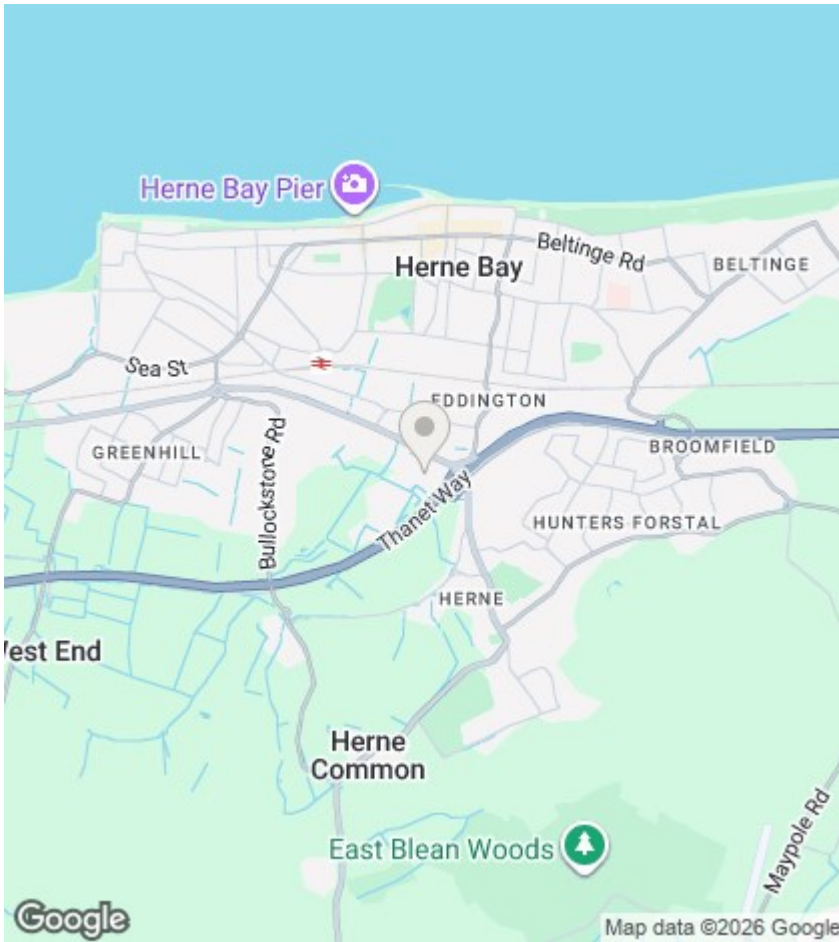 Herne Bay Pier
Beltinge Rd
BELTINGE
Herne Bay
Sea St
EDDINGTON
GREENHILL
Bullockstone Rd
BROOMFIELD
Thanet Way
HUNTERS FORSTAL
HERNE
West End
Herne
Common
East Blean Woods
Maypole Rd
Google
Map data ©2026 Google